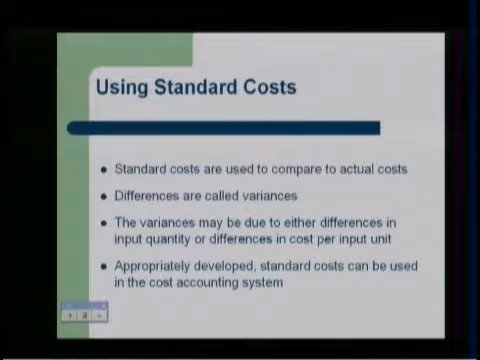 Using Standard Costs
Standard costs are used to compare to actual costs
Differences are called variances
The variances may be due to either differences in
input quantity or differences in cost per input unit
Appropriately developed, standard costs can be used
in the cost accounting system